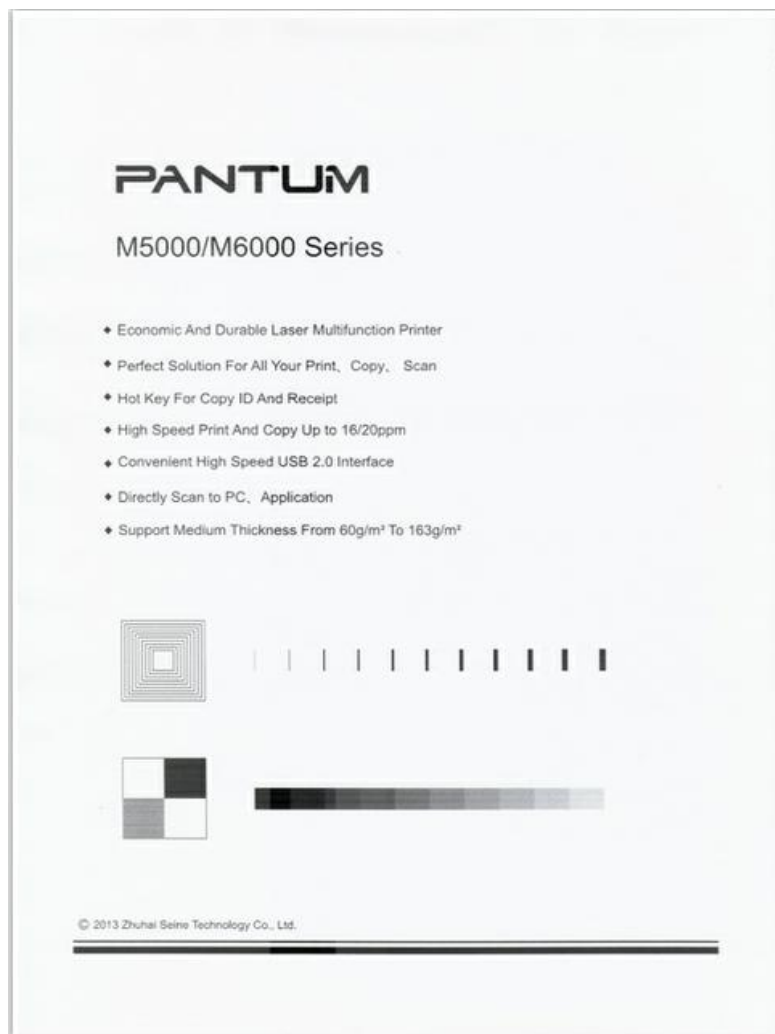 PANTUM
M5000/M6000 Series
Economic And Durable Laser Multifunction Printer
Perfect Solution For All Your Print、Copy、 Scan
Hot Key For Copy ID And Receipt
High Speed Print And Copy Up to 16/20ppm
Convenient High Speed USB 2.0 Interface
Directly Scan to PC、Application
Support Medium Thickness From 60g/m² To 163g/m²
© 2013 Zhuhai Seine Technology Co., Ltd.